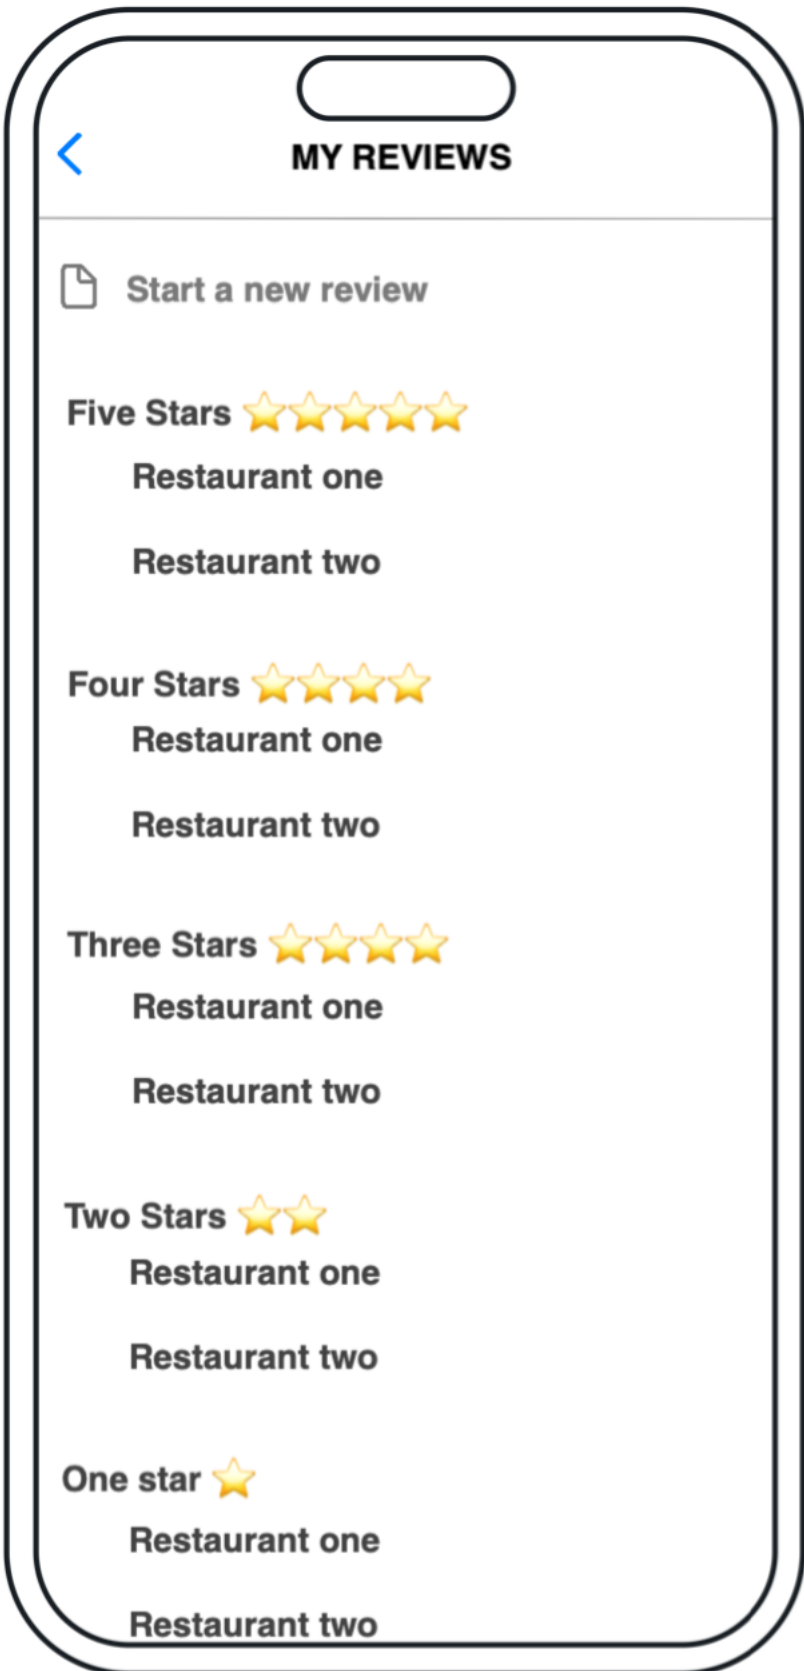 MY REVIEWS
Start a new review
Five Stars ⭐⭐⭐⭐⭐
Restaurant one
Restaurant two
Four Stars ⭐⭐⭐⭐
Restaurant one
Restaurant two
Three Stars ⭐⭐⭐⭐
Restaurant one
Restaurant two
Two Stars ⭐⭐
Restaurant one
Restaurant two
One star ⭐
Restaurant one
Restaurant two